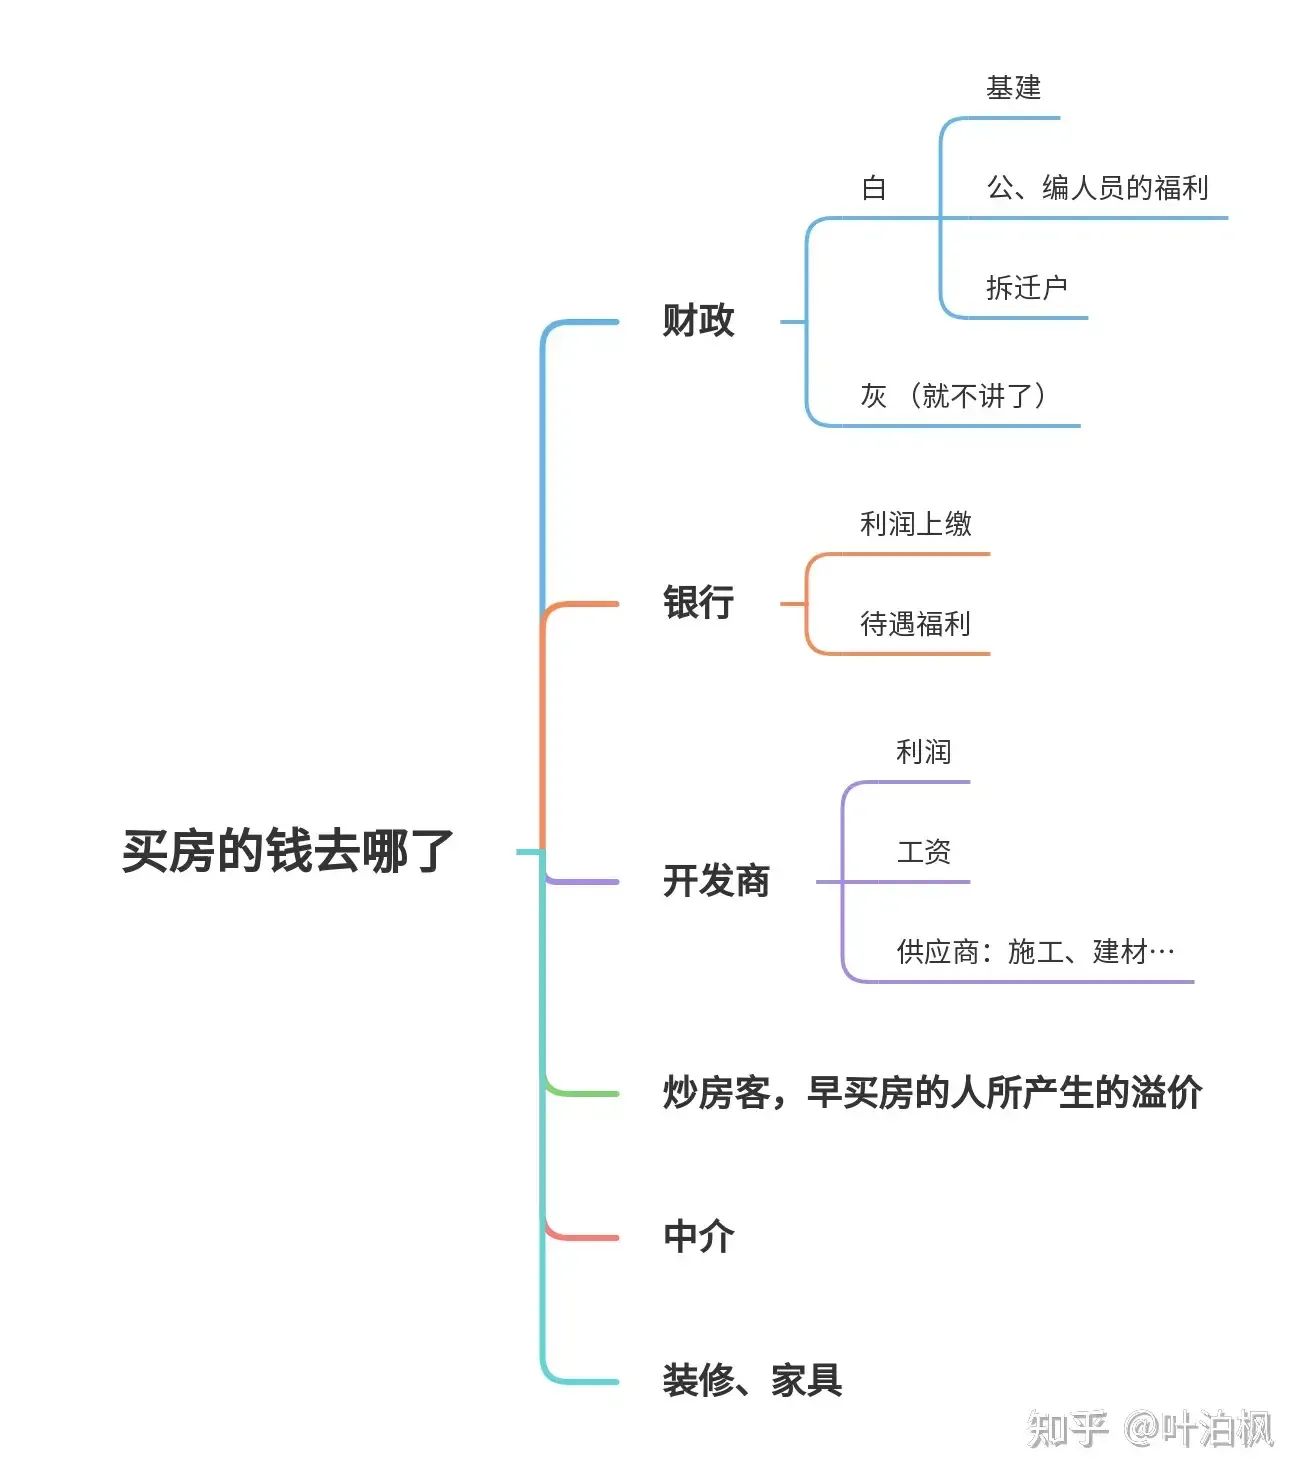 买房的钱去哪了
财政
白
基建
公、编人员的福利
拆迁户
灰 （就不讲了）
银行
利润上缴
待遇福利
开发商
利润
工资
供应商：施工、建材…
炒房客，早买房的人所产生的溢价
中介
装修、家具
知乎 @叶泊枫